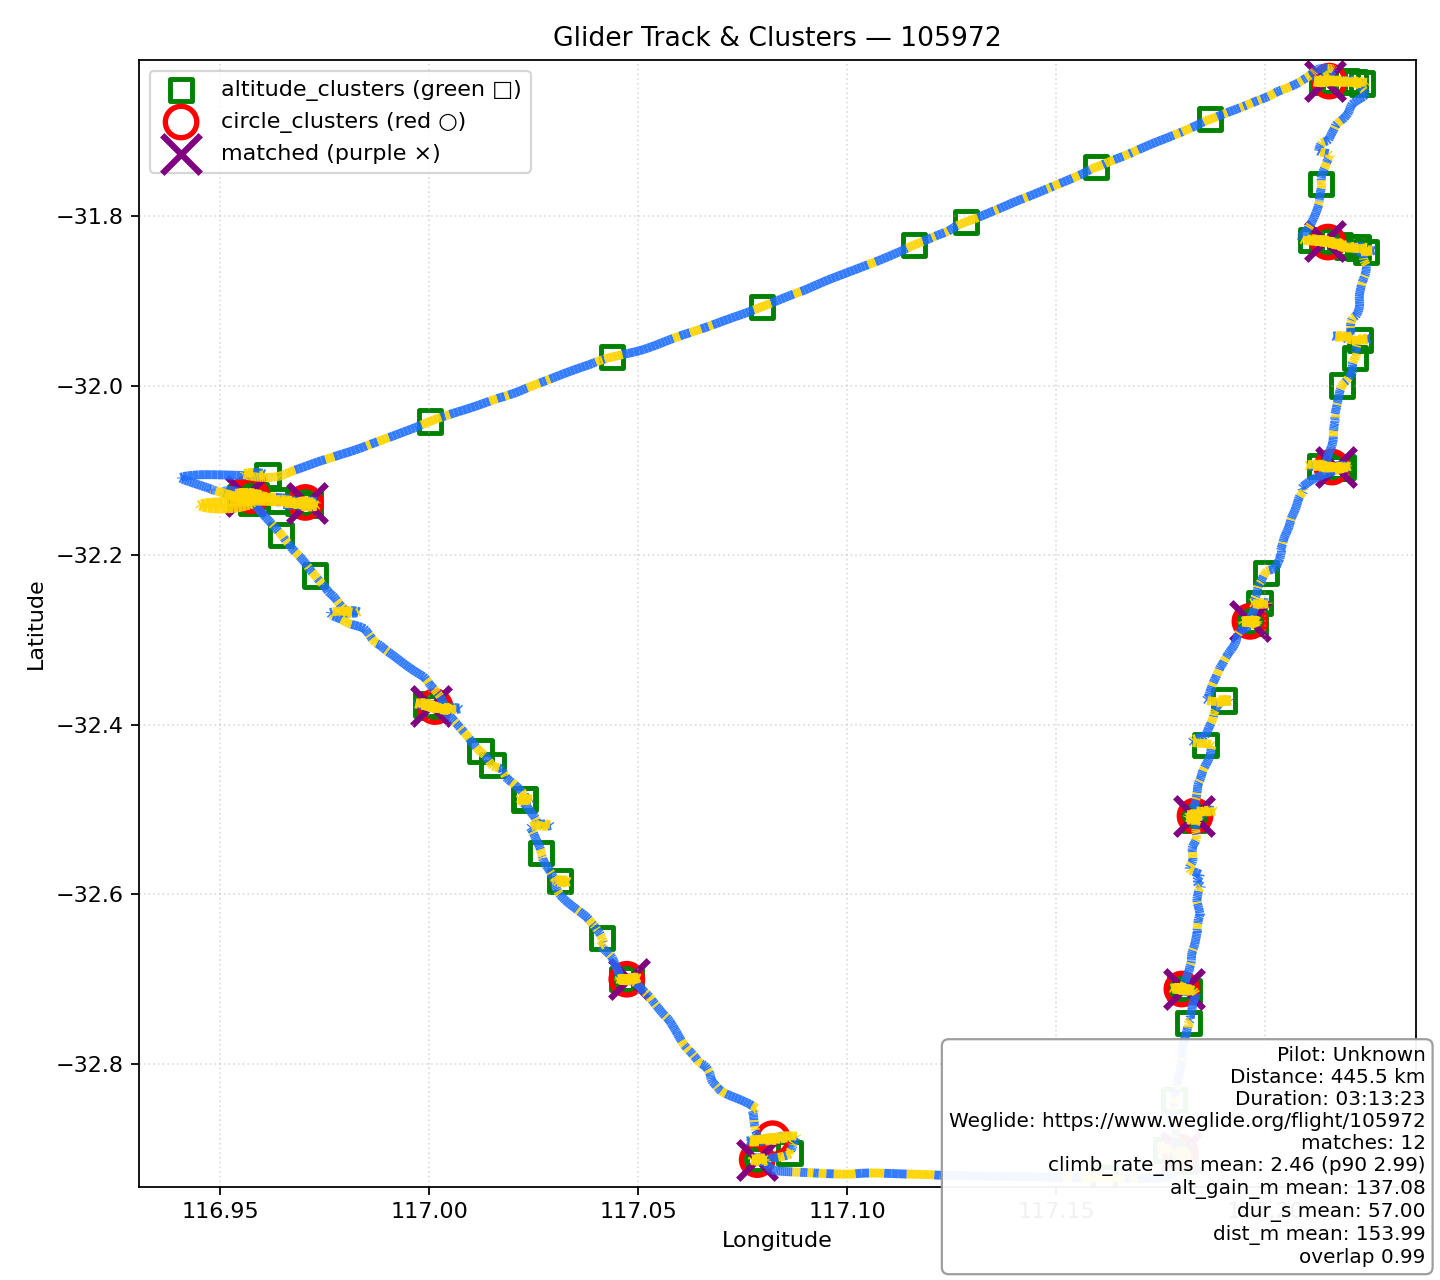 Glider Track & Clusters — 105972
altitude_clusters (green □)
circle_clusters (red ○)
matched (purple ×)
−31.8
−32.0
−32.2
−32.4
−32.6
−32.8
Latitude
116.95
117.00
117.05
117.10
117.15
Longitude
Pilot: Unknown
Distance: 445.5 km
Duration: 03:13:23
Weglide: https://www.weglide.org/flight/105972
matches: 12
climb_rate_ms mean: 2.46 (p90 2.99)
alt_gain_m mean: 137.08
dur_s mean: 57.00
dist_m mean: 153.99
overlap 0.99